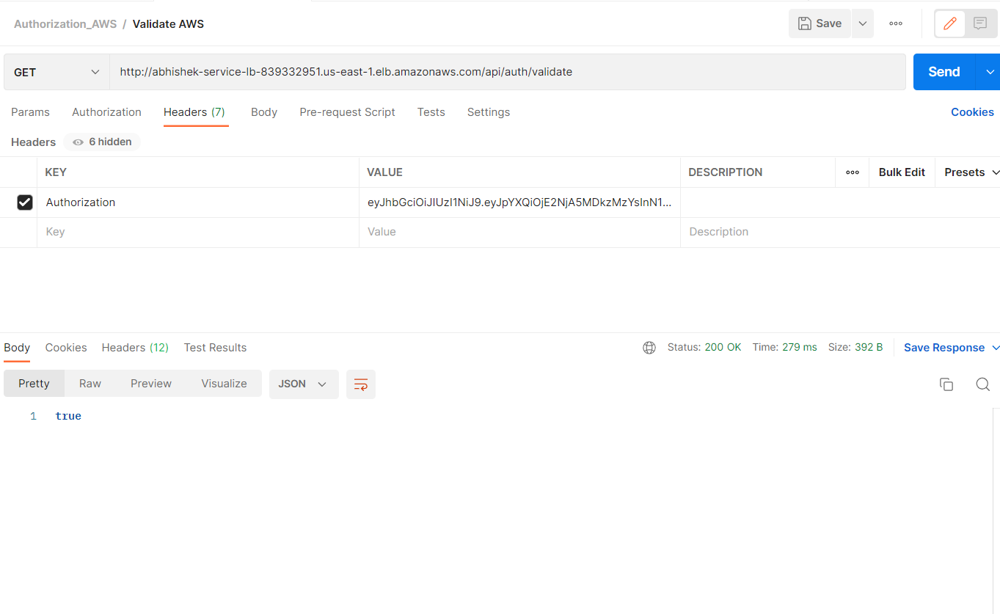 Authorization_AWS / Validate AWS
Save
GET http://abhishek-service-lb-839332951.us-east-1.elb.amazonaws.com/api/auth/validate Send
Params Authorization Headers (7) Body Pre-request Script Tests Settings Cookies
Headers 6 hidden
KEY VALUE DESCRIPTION Bulk Edit Presets
Authorization eyJhbGciOiJIUzI1NiJ9.eyJpYXQiOjE2NjA5MDkzMzYsInN1...
Key Value Description
Body Cookies Headers (12) Test Results Status: 200 OK Time: 279 ms Size: 392 B Save Response
Pretty Raw Preview Visualize JSON
1 true